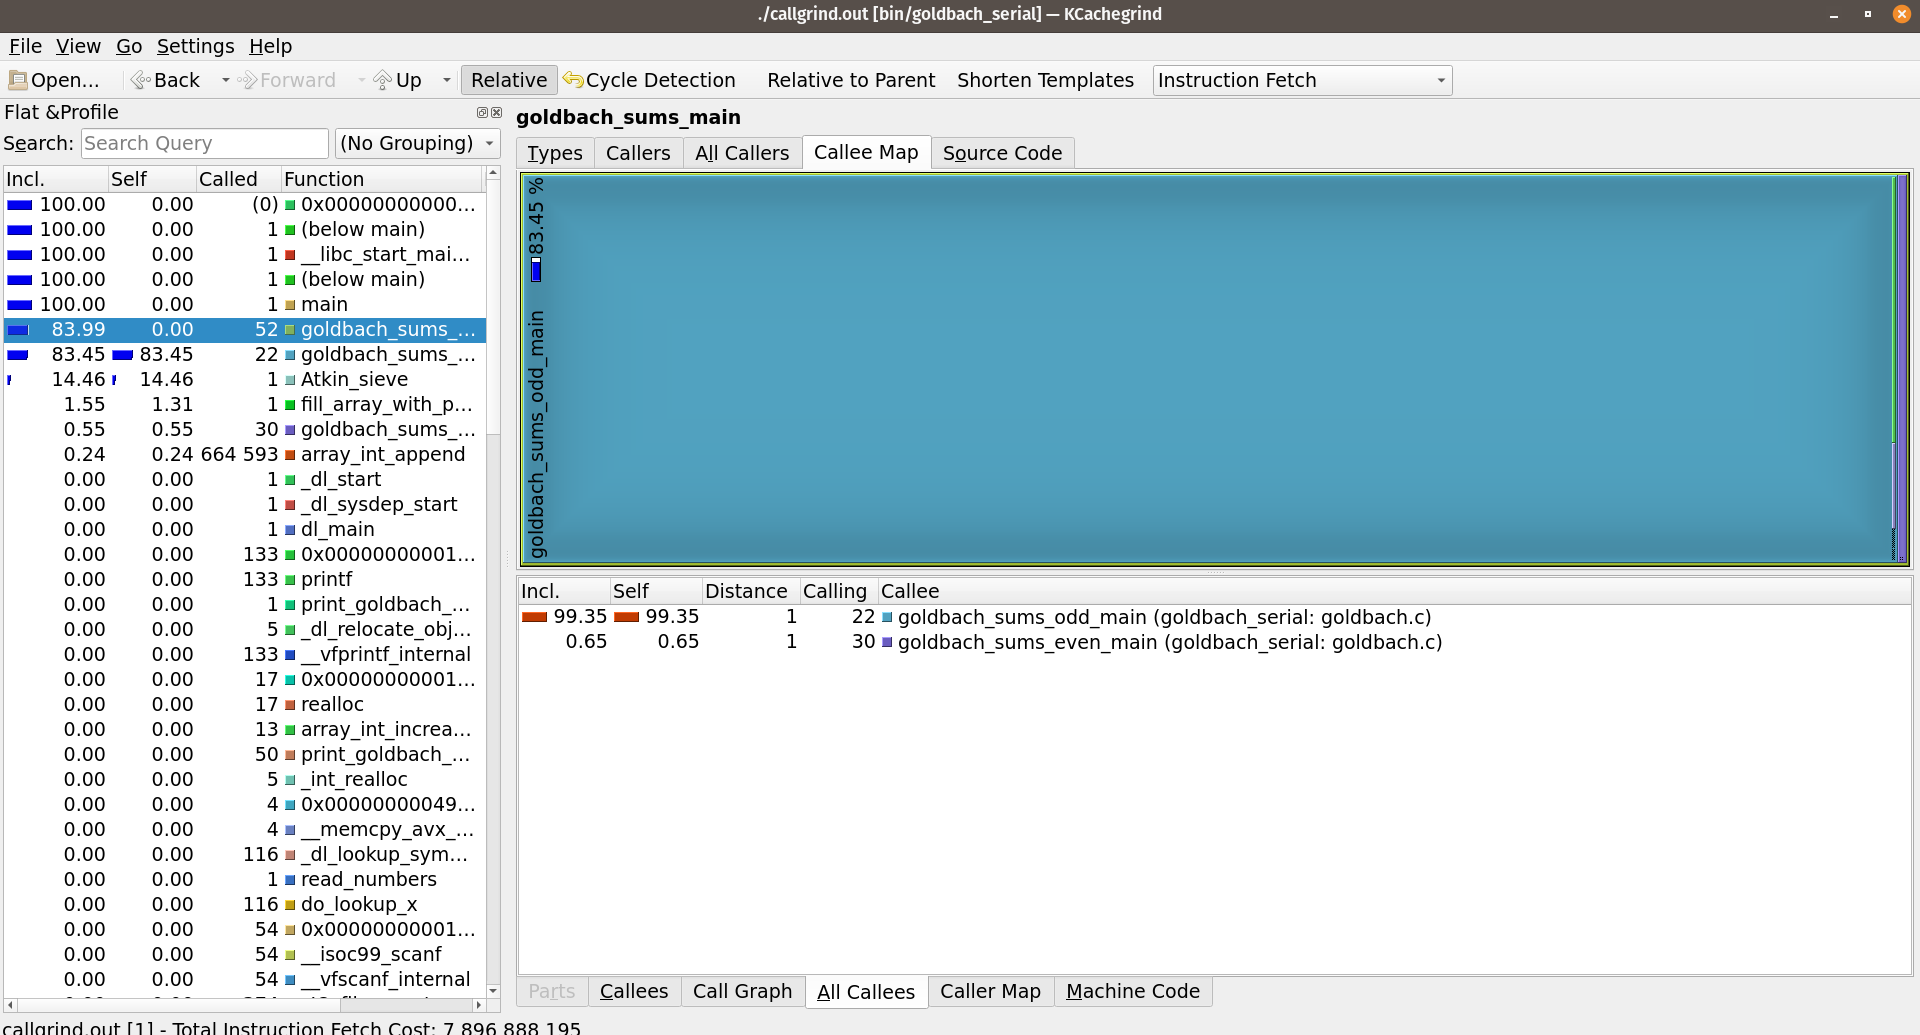 ./callgrind.out [bin/goldbach_serial] — KCachegrind
File View Go Settings Help
Open... Back Forward Up Relative Cycle Detection Relative to Parent Shorten Templates Instruction Fetch
Flat &Profile
Search: Search Query (No Grouping)
Incl. Self Called Function
100.00 0.00 (0) 0x00000000000...
100.00 0.00 1 (below main)
100.00 0.00 1 __libc_start_mai...
100.00 0.00 1 (below main)
100.00 0.00 1 main
83.99 0.00 52 goldbach_sums_...
83.45 83.45 22 goldbach_sums_...
14.46 14.46 1 Atkin_sieve
1.55 1.31 1 fill_array_with_p...
0.55 0.55 30 goldbach_sums_...
0.24 0.24 664 593 array_int_append
0.00 0.00 1 _dl_start
0.00 0.00 1 _dl_sysdep_start
0.00 0.00 1 dl_main
0.00 0.00 133 0x00000000001...
0.00 0.00 133 printf
0.00 0.00 1 print_goldbach_...
0.00 0.00 5 _dl_relocate_obj...
0.00 0.00 133 __vfprintf_internal
0.00 0.00 17 0x00000000001...
0.00 0.00 17 realloc
0.00 0.00 13 array_int_increa...
0.00 0.00 50 print_goldbach_...
0.00 0.00 5 _int_realloc
0.00 0.00 4 0x00000000049...
0.00 0.00 4 __memcpy_avx_...
0.00 0.00 116 _dl_lookup_sym...
0.00 0.00 1 read_numbers
0.00 0.00 116 do_lookup_x
0.00 0.00 54 0x00000000001...
0.00 0.00 54 __isoc99_scanf
0.00 0.00 54 __vfscanf_internal
goldbach_sums_main
Types Callers All Callers Callee Map Source Code
goldbach_sums_odd_main 83.45 %
Incl. Self Distance Calling Callee
99.35 99.35 1 22 goldbach_sums_odd_main (goldbach_serial: goldbach.c)
0.65 0.65 1 30 goldbach_sums_even_main (goldbach_serial: goldbach.c)
Parts Callees Call Graph All Callees Caller Map Machine Code
callgrind.out [1] - Total Instruction Fetch Cost: 7 896 888 195